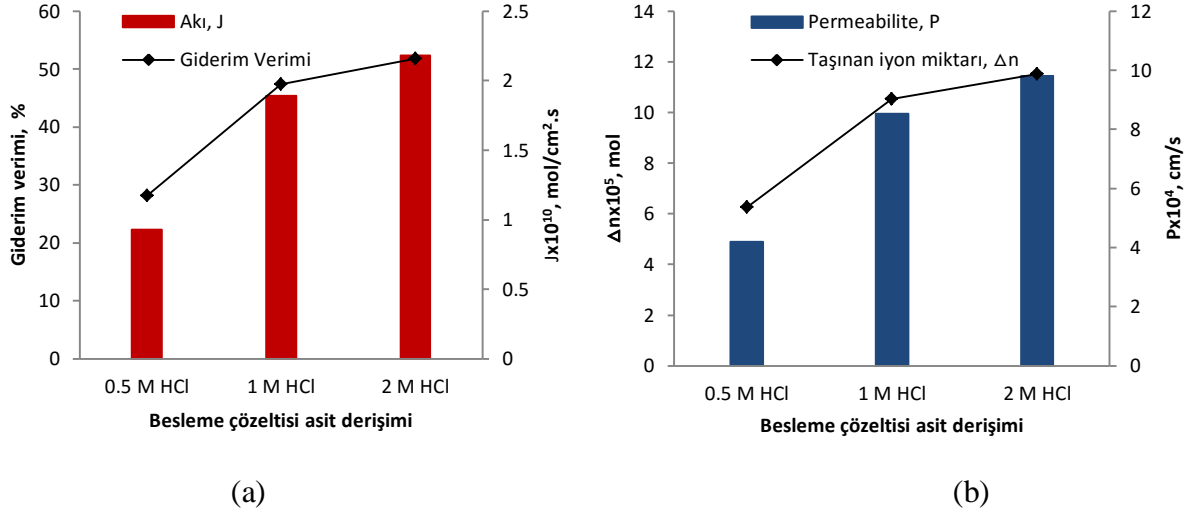 60
50
40
30
20
10
0
Giderim verimi, %
Akı, J
Giderim Verimi
2.5
2
1.5
1
0.5
0
Jx10¹⁰, mol/cm².s
0.5 M HCl 1 M HCl 2 M HCl
Besleme çözeltisi asit derişimi
(a)
14
12
10
8
6
4
2
0
Δnx10⁵, mol
Permeabilite, P
Taşınan iyon miktarı, Δn
12
10
8
6
4
2
0
Px10⁴, cm/s
0.5 M HCl 1 M HCl 2 M HCl
Besleme çözeltisi asit derişimi
(b)